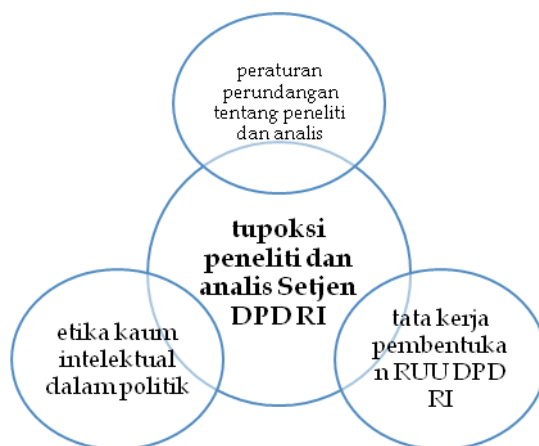 peraturan
perundangan
tentang peneliti
dan analis
tupoksi
peneliti dan
analis Setjen
DPD RI
etika kaum
intelektual
dalam politik
tata kerja
pembentuka
n RUU DPD
RI